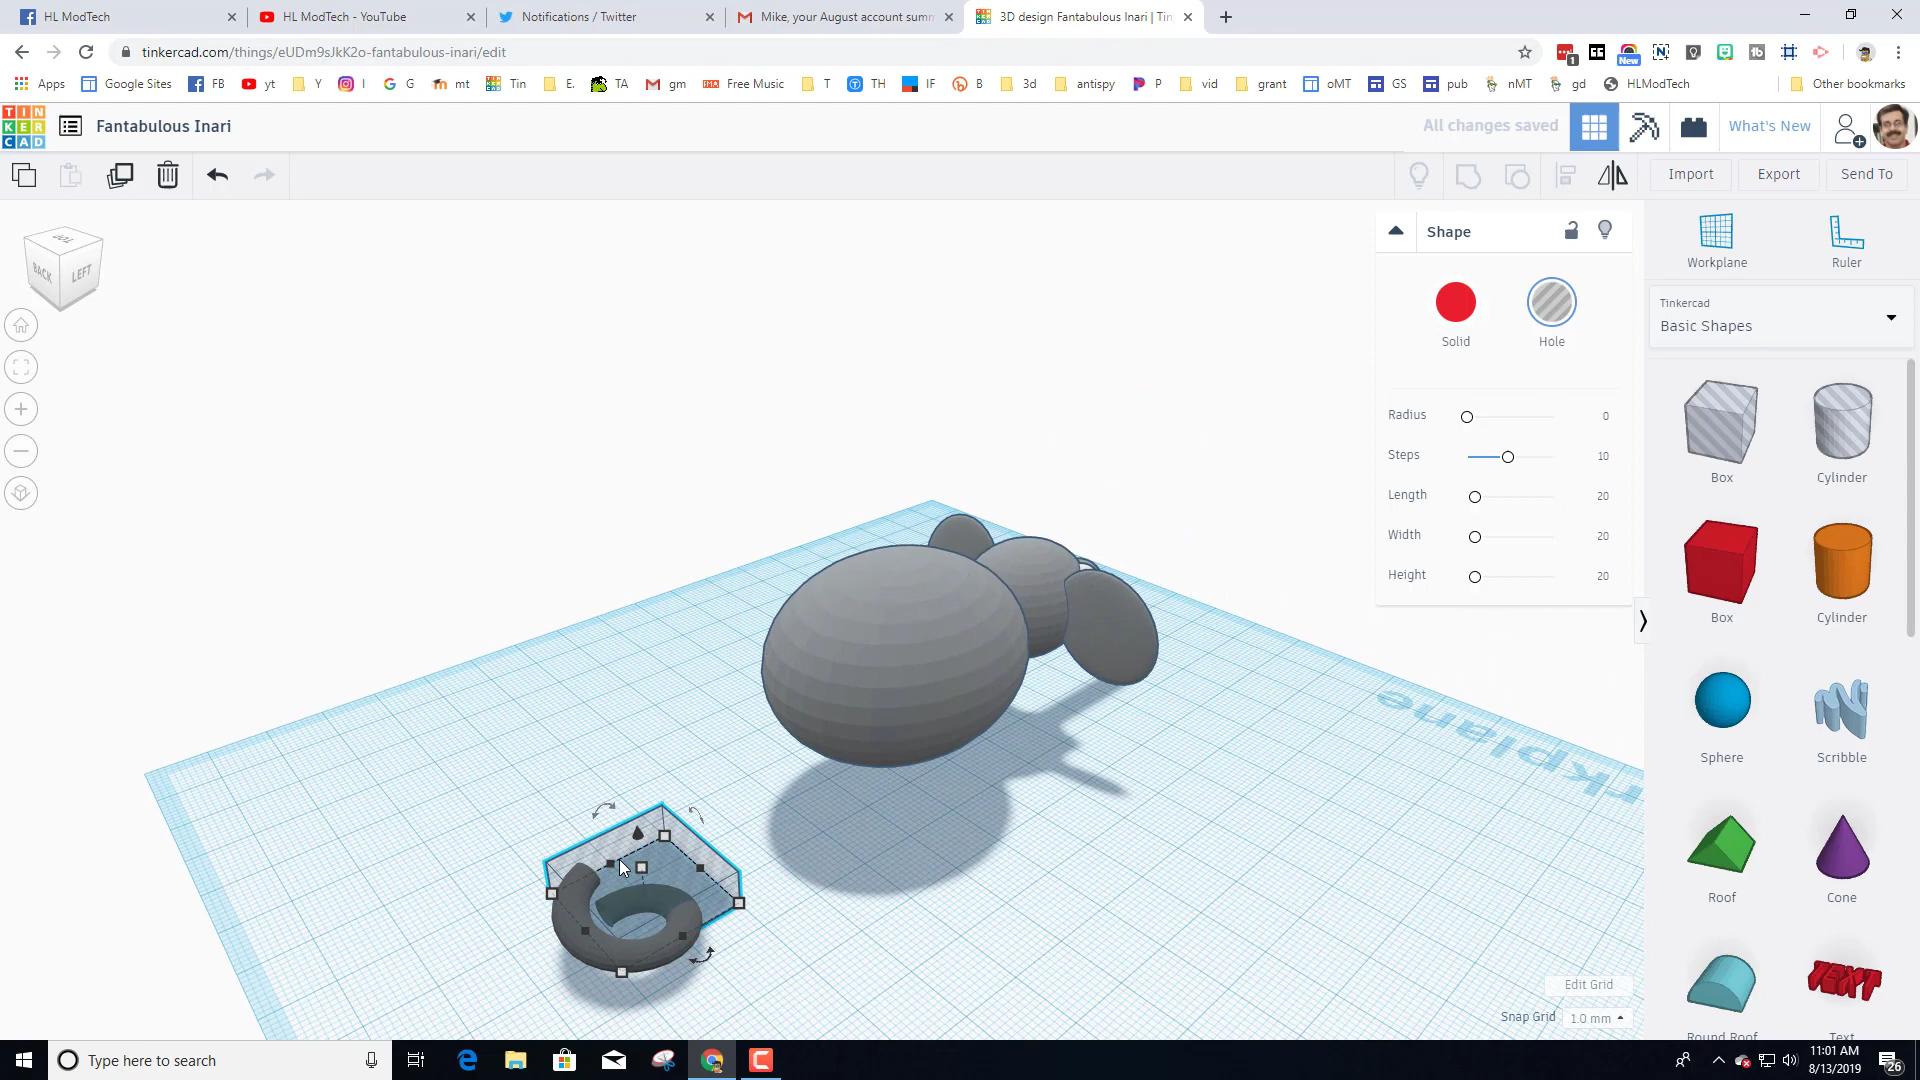 HL ModTech
HL ModTech - YouTube
Notifications / Twitter
Mike, your August account sum
3D design Fantabulous Inari | Tin
tinkercad.com/things/eUDm9sJkK2o-fantabulous-inari/edit
1
New
Apps
Google Sites
FB
yt
Y
I
G
mt
Tin
E.
TA
gm
Free Music
T
TH
IF
B
3d
antispy
P
vid
grant
oMT
GS
pub
nMT
gd
HLModTech
Other bookmarks
TIN
KER
CAD
Fantabulous Inari
All changes saved
What's New
Import
Export
Send To
TOP
BACK
LEFT
Shape
Solid
Hole
Radius
0
Steps
10
Length
20
Width
20
Height
20
Workplane
Ruler
Tinkercad
Basic Shapes
Box
Cylinder
Box
Cylinder
Sphere
Scribble
Roof
Cone
TEXT
Round Roof
Text
rkplane
Edit Grid
Snap Grid
1.0 mm
Type here to search
11:01 AM
8/13/2019
26